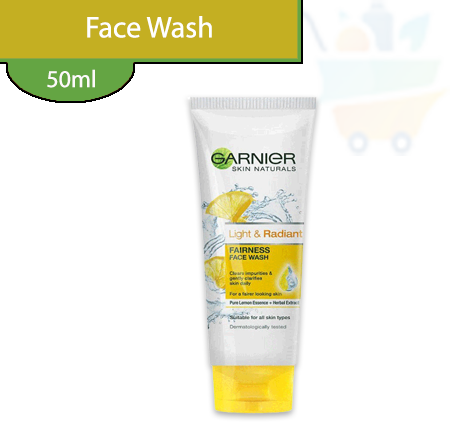 Face Wash
50ml
GARNIER
SKIN NATURALS
Light & Radiant
FAIRNESS
FACE WASH
Clears impurities &
gently clarifies
skin daily
For a fairer looking skin
Pure Lemon Essence + Herbal Extract
Suitable for all skin types
Dermatologically tested